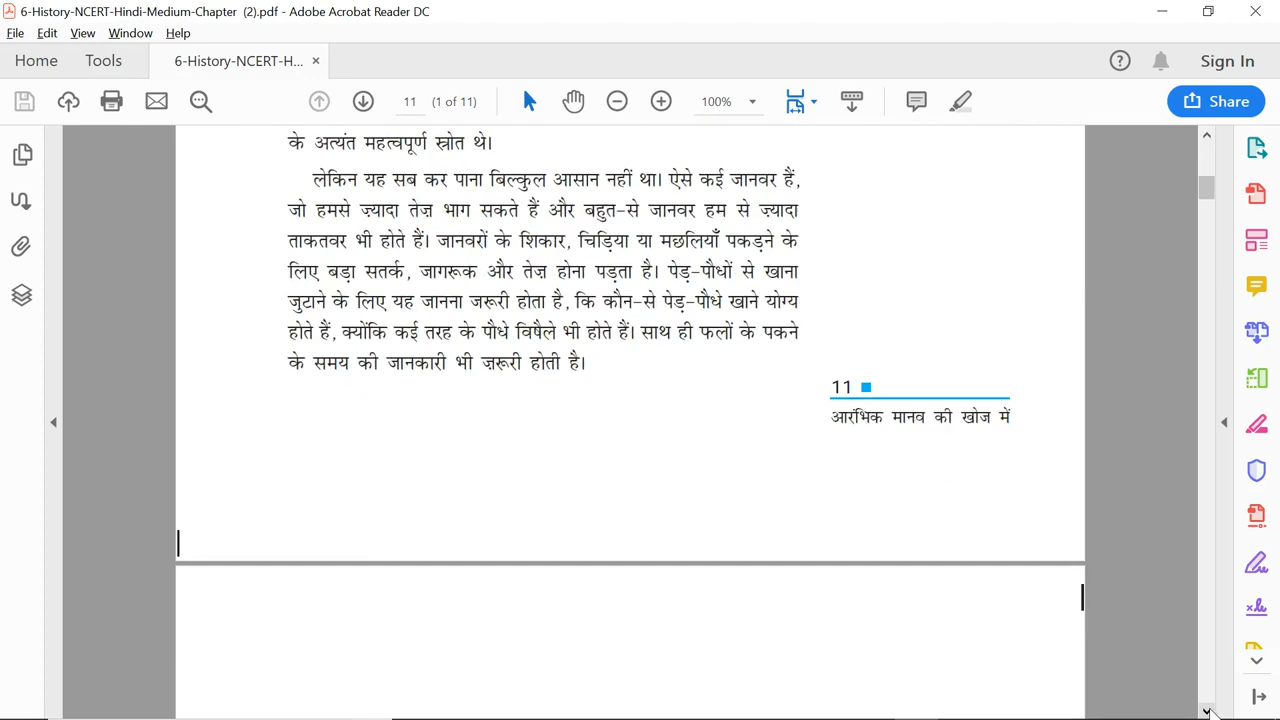 6-History-NCERT-Hindi-Medium-Chapter (2).pdf - Adobe Acrobat Reader DC
File Edit View Window Help
Home Tools 6-History-NCERT-H... × Sign In
11 (1 of 11) 100% Share
के अत्यंत महत्वपूर्ण स्रोत थे।
लेकिन यह सब कर पाना बिल्कुल आसान नहीं था। ऐसे कई जानवर हैं,
जो हमसे ज़्यादा तेज़ भाग सकते हैं और बहुत-से जानवर हम से ज़्यादा
ताकतवर भी होते हैं। जानवरों के शिकार, चिड़िया या मछलियाँ पकड़ने के
लिए बड़ा सतर्क, जागरूक और तेज़ होना पड़ता है। पेड़-पौधों से खाना
जुटाने के लिए यह जानना जरूरी होता है, कि कौन-से पेड़-पौधे खाने योग्य
होते हैं, क्योंकि कई तरह के पौधे विषैले भी होते हैं। साथ ही फलों के पकने
के समय की जानकारी भी ज़रूरी होती है।
11
आरंभिक मानव की खोज में